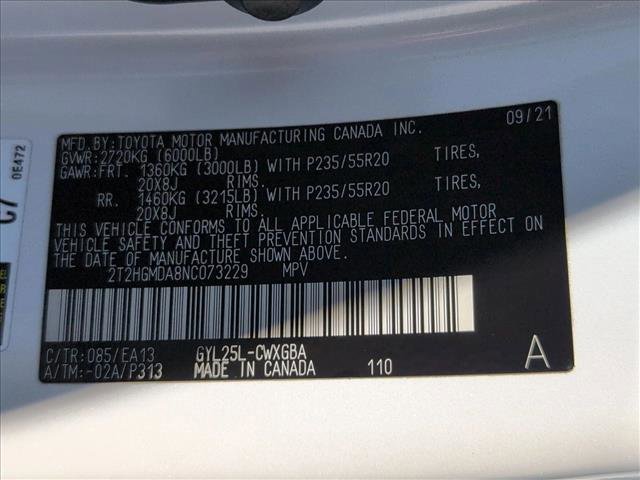 MFD. BY: TOYOTA MOTOR MANUFACTURING CANADA INC. 09/21
GVWR: 2720KG (6000LB)
GAWR: FRT. 1360KG (3000LB) WITH P235/55R20 TIRES,
20X8J RIMS.
RR. 1460KG (3215LB) WITH P235/55R20 TIRES,
20X8J RIMS.
THIS VEHICLE CONFORMS TO ALL APPLICABLE FEDERAL MOTOR
VEHICLE SAFETY AND THEFT PREVENTION STANDARDS IN EFFECT ON
THE DATE OF MANUFACTURE SHOWN ABOVE.
2T2HGMDA8NC073229 MPV
C/TR: 085/EA13 GYL25L-CWXGBA
A/TM: -02A/P313 MADE IN CANADA 110 A
0E472
C7